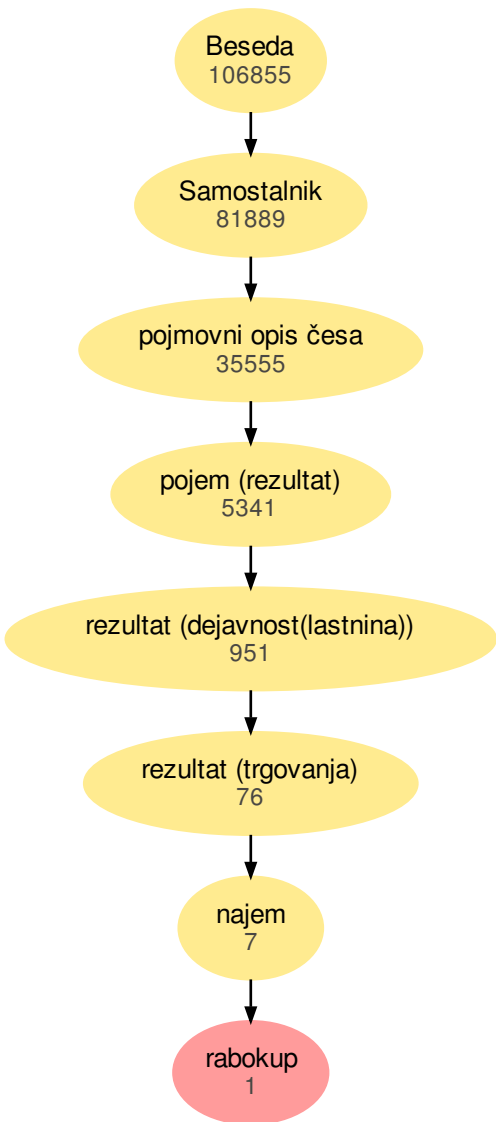 Beseda
106855
Samostalnik
81889
pojmovni opis česa
35555
pojem (rezultat)
5341
rezultat (dejavnost(lastnina))
951
rezultat (trgovanja)
76
najem
7
rabokup
1